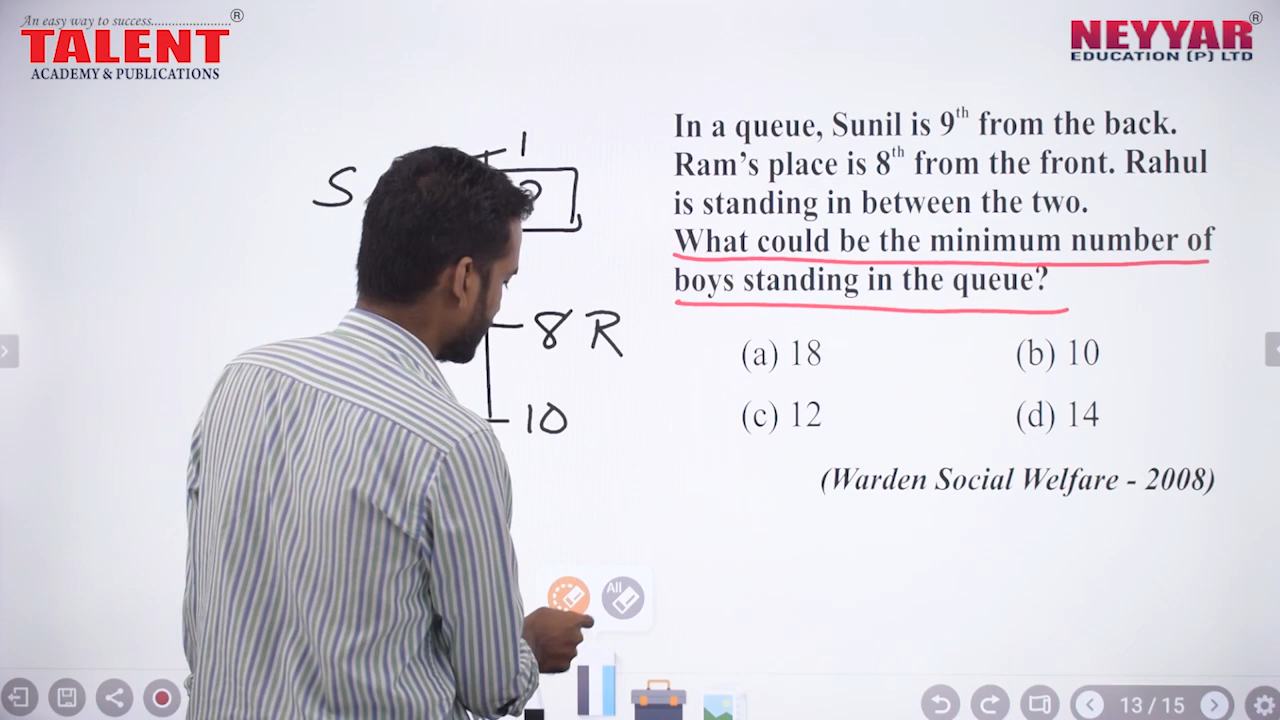 An easy way to success........................®
TALENT
ACADEMY & PUBLICATIONS
NEYYAR®
EDUCATION (P) LTD
In a queue, Sunil is 9th from the back.
Ram's place is 8th from the front. Rahul
is standing in between the two.
What could be the minimum number of
boys standing in the queue?
(a) 18
(b) 10
(c) 12
(d) 14
(Warden Social Welfare - 2008)
S
1
8 R
10
All
13 / 15